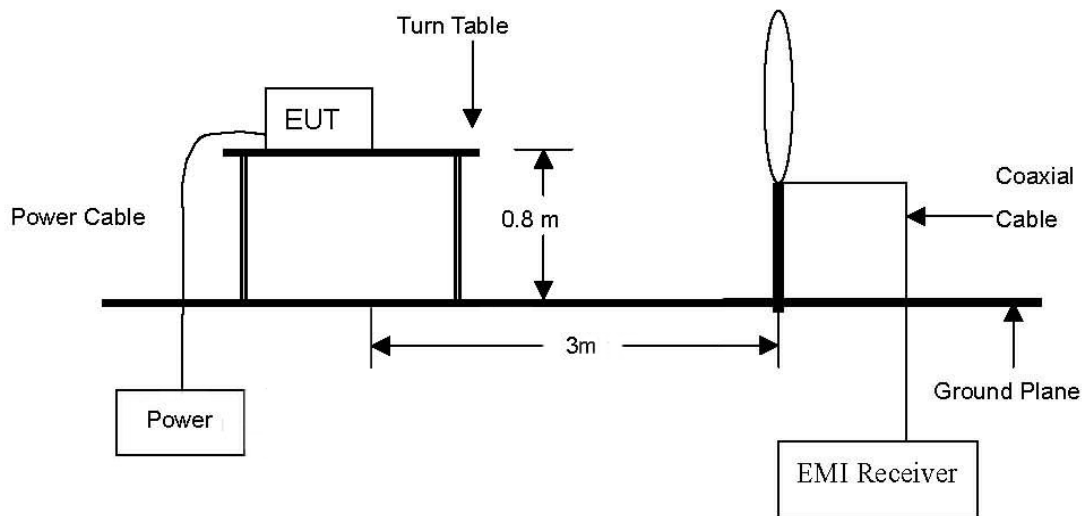 Turn Table
EUT
Coaxial
Cable
Power Cable
0.8 m
3m
Ground Plane
Power
EMI Receiver